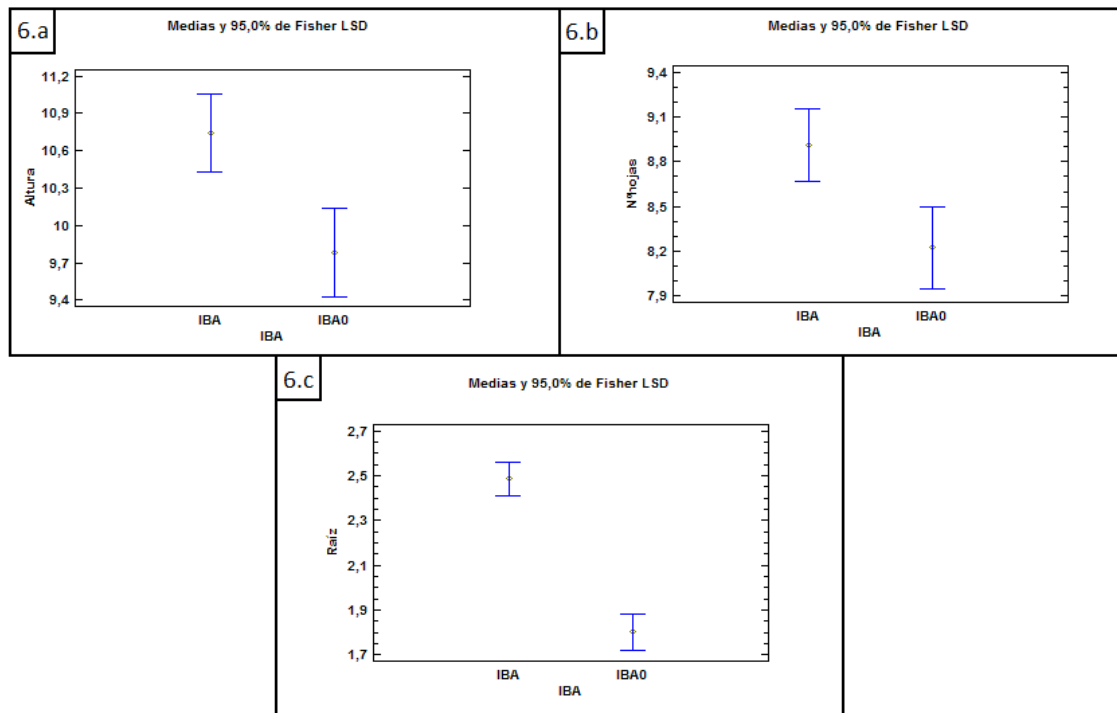 6.a
Medias y 95,0% de Fisher LSD
11,2
10,9
10,6
10,3
10
9,7
9,4
Altura
IBA IBA0
IBA
6.b
Medias y 95,0% de Fisher LSD
9,4
9,1
8,8
8,5
8,2
7,9
Nºhojas
IBA IBA0
IBA
6.c
Medias y 95,0% de Fisher LSD
2,7
2,5
2,3
2,1
1,9
1,7
Raíz
IBA IBA0
IBA